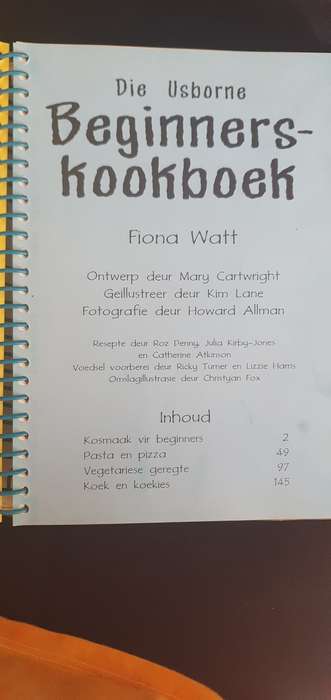 Die Usborne
Beginners-
kookboek
Fiona Watt
Ontwerp deur Mary Cartwright
Geïllustreer deur Kim Lane
Fotografie deur Howard Allman
Resepte deur Roz Denny, Julia Kirby-Jones
en Catherine Atkinson
Voedsel voorberei deur Ricky Turner en Lizzie Harris
Omslagillustrasie deur Christyan Fox
Inhoud
Kosmaak vir beginners 2
Pasta en pizza 49
Vegetariese geregte 97
Koek en koekies 145